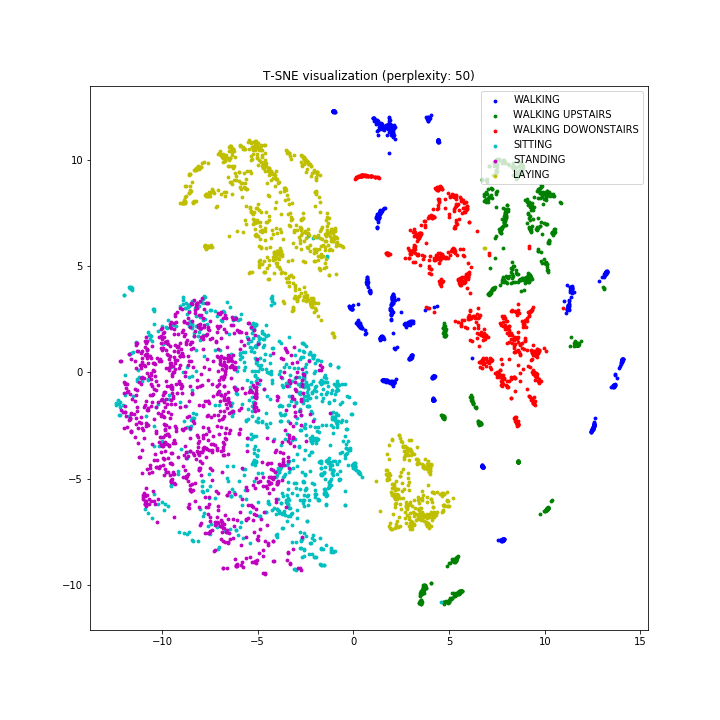 T-SNE visualization (perplexity: 50)
WALKING
WALKING UPSTAIRS
WALKING DOWONSTAIRS
SITTING
STANDING
LAYING
10
5
0
−5
−10
−10
−5
0
5
10
15